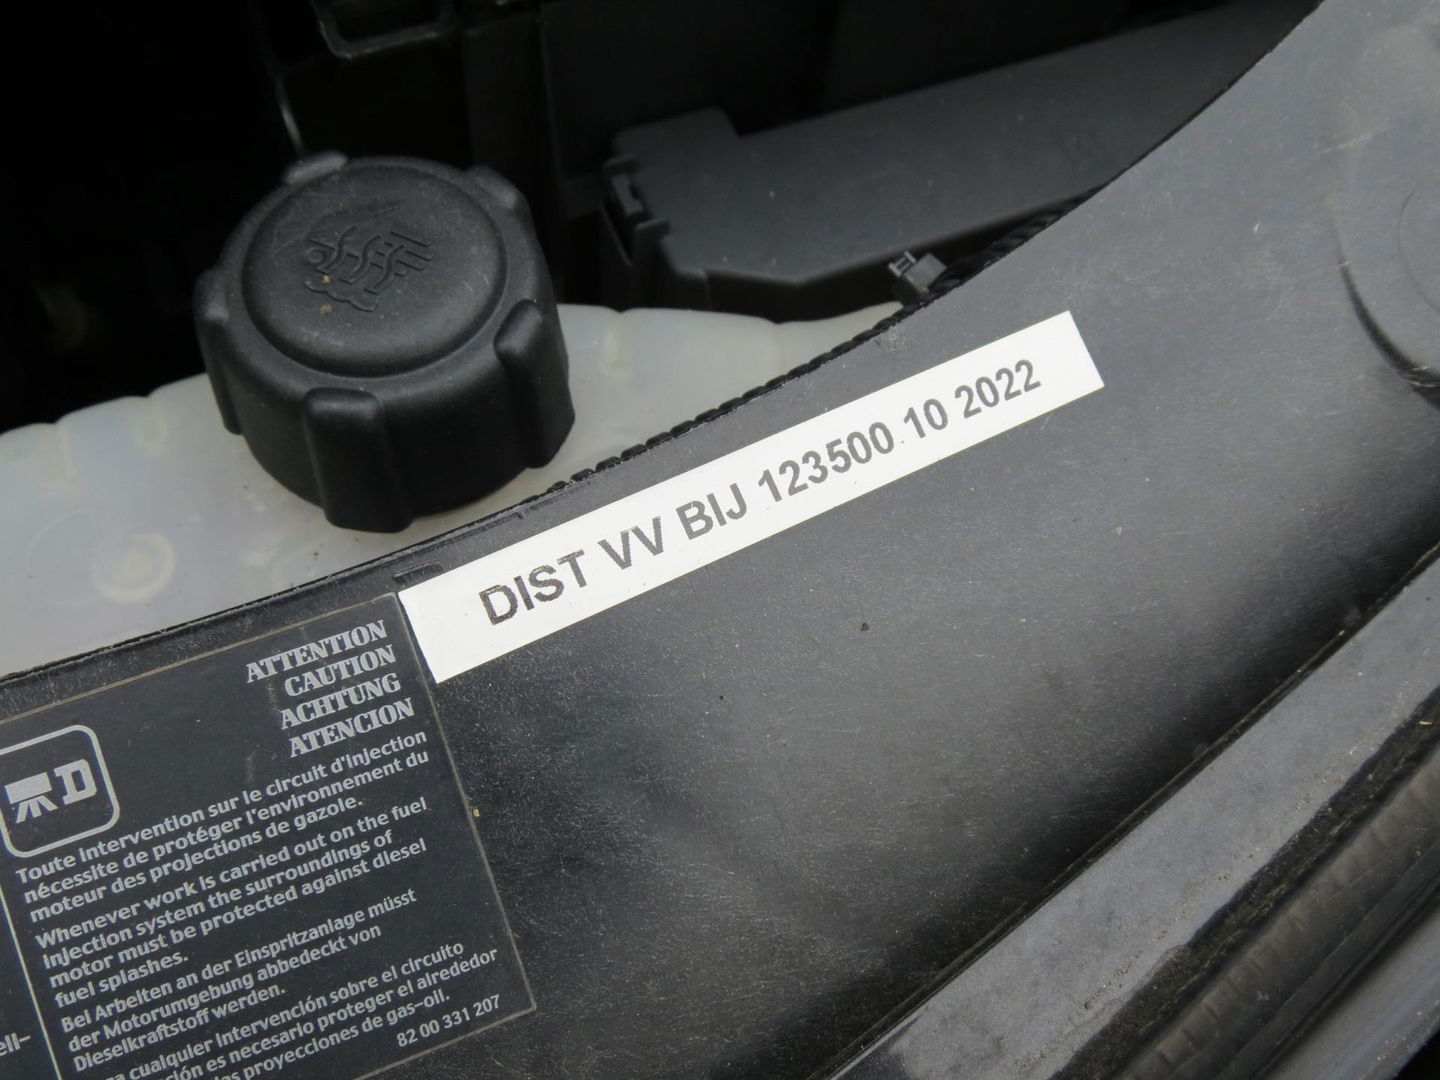 DIST VV BIJ 123500 10 2022
ATTENTION
CAUTION
ACHTUNG
ATENCION
D
Toute intervention sur le circuit d'injection
nécessite de protéger l'environnement du
moteur des projections de gazole.
Whenever work is carried out on the fuel
injection system the surroundings of
motor must be protected against diesel
fuel splashes.
Bei Arbeiten an der Einspritzanlage müsst
der Motorumgebung abbedeckt von
Dieselkraftstoff werden.
cualquier intervención sobre el circuito
es necesario proteger el alrededor
proyecciones de gas-oil.
82 00 331 207